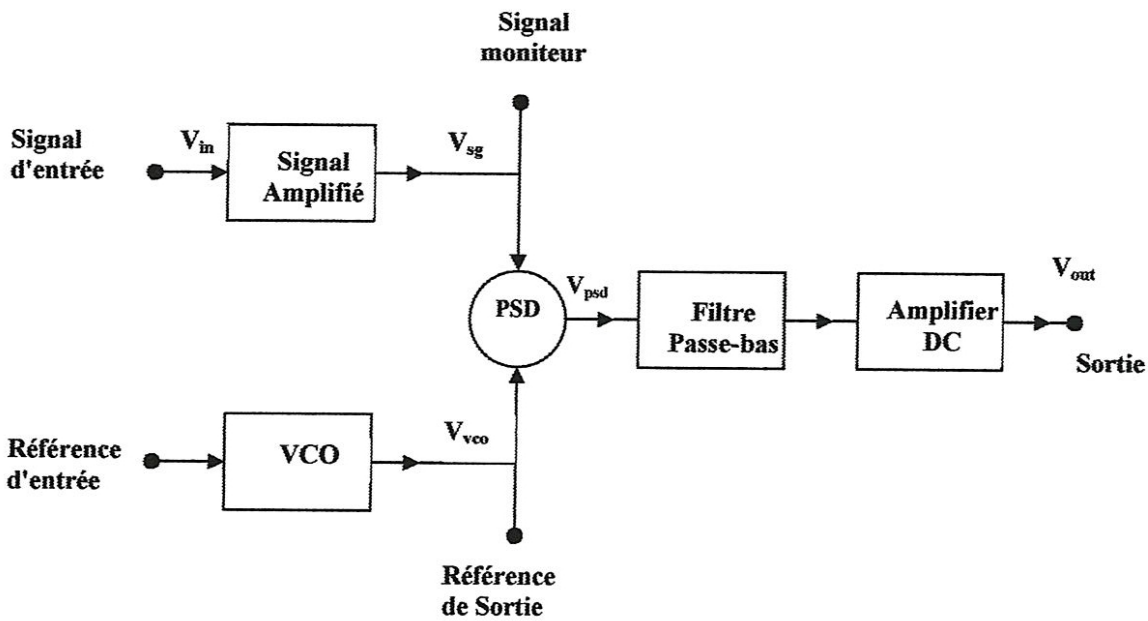 Signal
moniteur
Signal
d'entrée
V_in
Signal
Amplifié
V_sg
PSD
V_psd
Filtre
Passe-bas
Amplifier
DC
V_out
Sortie
Référence
d'entrée
VCO
V_vco
Référence
de Sortie